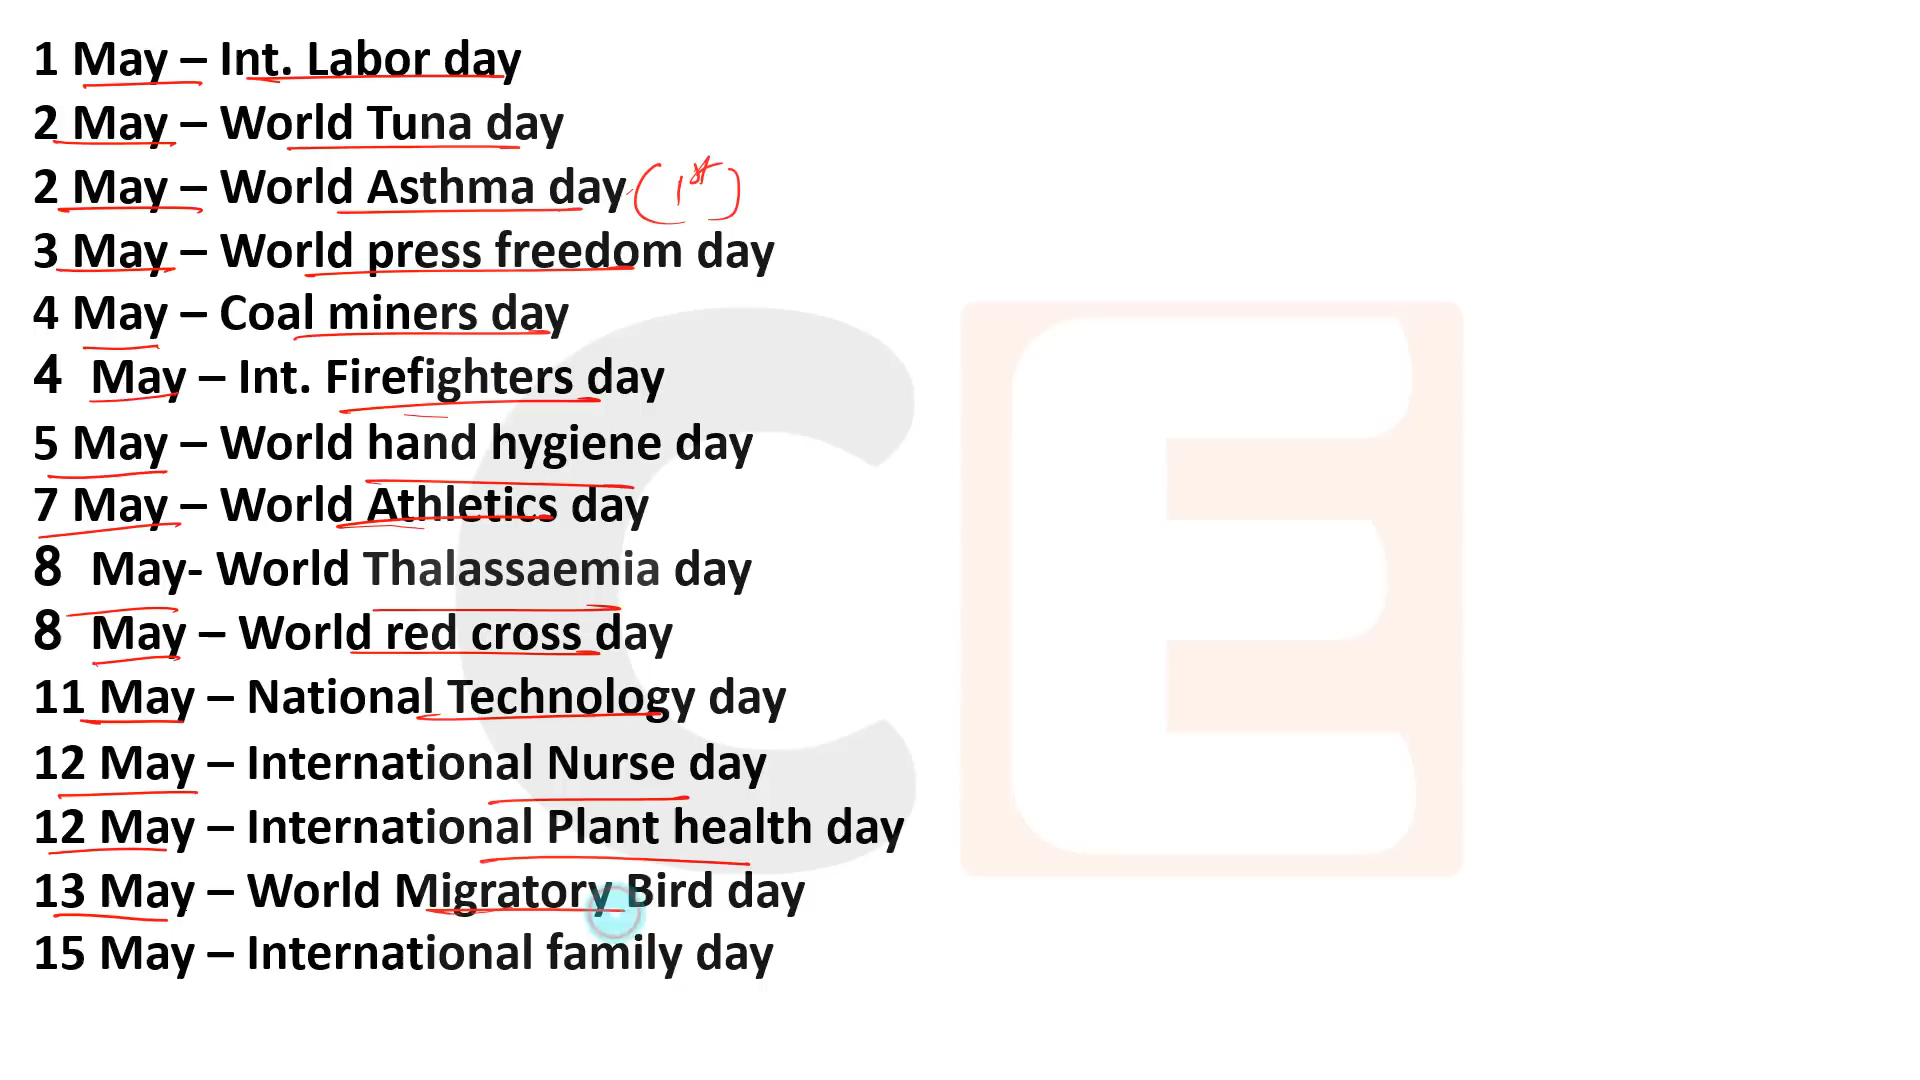 1 May – Int. Labor day
2 May – World Tuna day
2 May – World Asthma day (1st)
3 May – World press freedom day
4 May – Coal miners day
4 May – Int. Firefighters day
5 May – World hand hygiene day
7 May – World Athletics day
8 May- World Thalassaemia day
8 May – World red cross day
11 May – National Technology day
12 May – International Nurse day
12 May – International Plant health day
13 May – World Migratory Bird day
15 May – International family day
CE